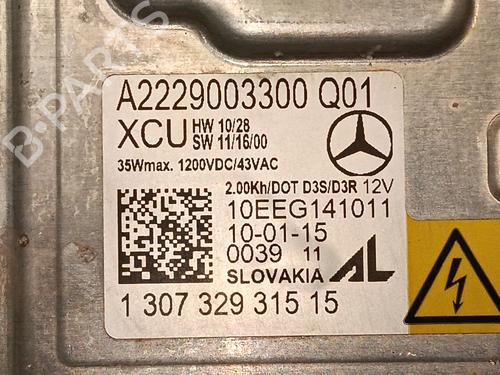 B-PARTS
A2229003300 Q01
XCU HW 10/28
SW 11/16/00
35Wmax. 1200VDC/43VAC
2.00Kh/DOT D3S/D3R 12V
10EEG141011
10-01-15
0039 11
SLOVAKIA AL
1 307 329 315 15